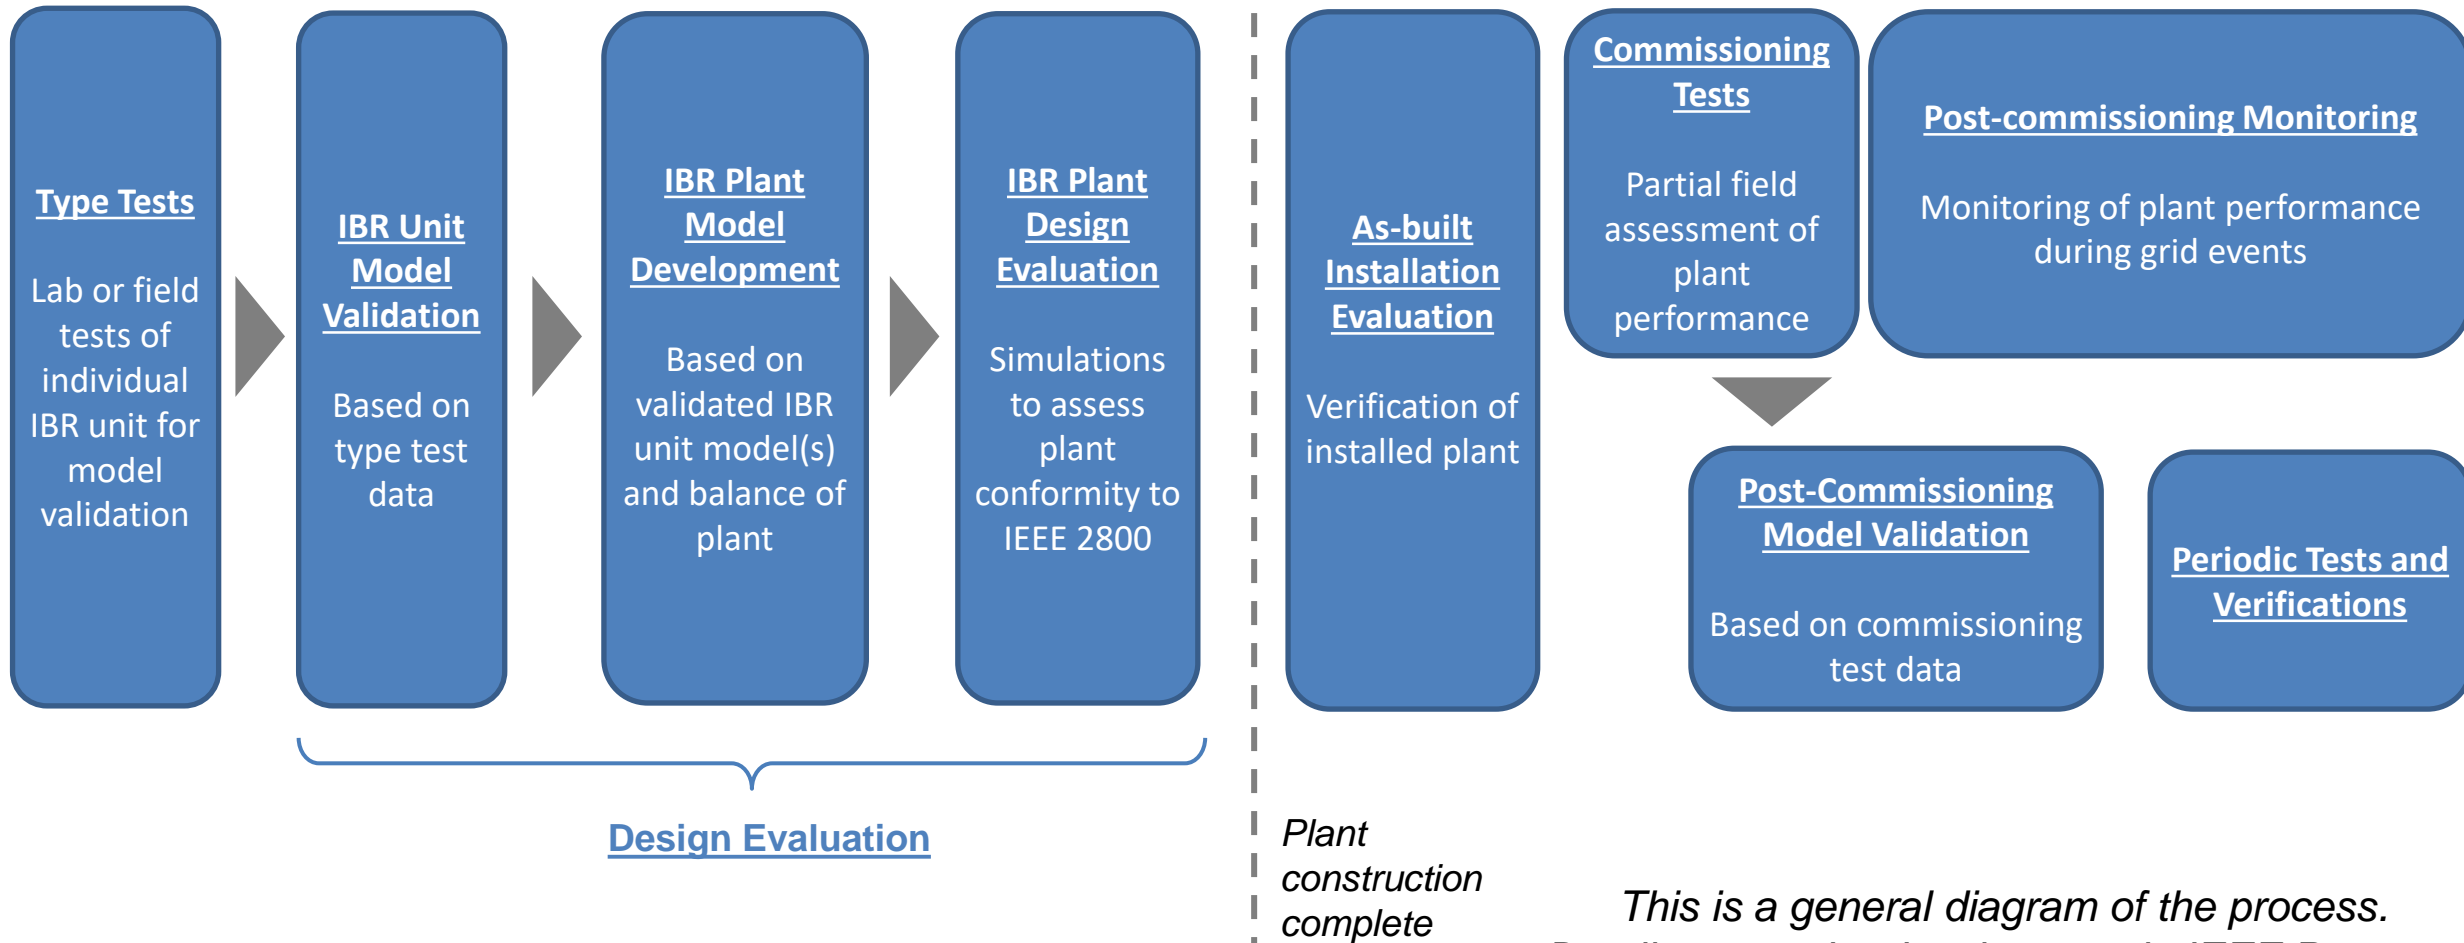 Type Tests
Lab or field
tests of
individual
IBR unit for
model
validation
IBR Unit
Model
Validation
Based on
type test
data
IBR Plant
Model
Development
Based on
validated IBR
unit model(s)
and balance of
plant
IBR Plant
Design
Evaluation
Simulations
to assess
plant
conformity to
IEEE 2800
Design Evaluation
As-built
Installation
Evaluation
Verification of
installed plant
Commissioning
Tests
Partial field
assessment of
plant
performance
Post-commissioning Monitoring
Monitoring of plant performance
during grid events
Post-Commissioning
Model Validation
Based on commissioning
test data
Periodic Tests and
Verifications
Plant
construction
complete
This is a general diagram of the process.